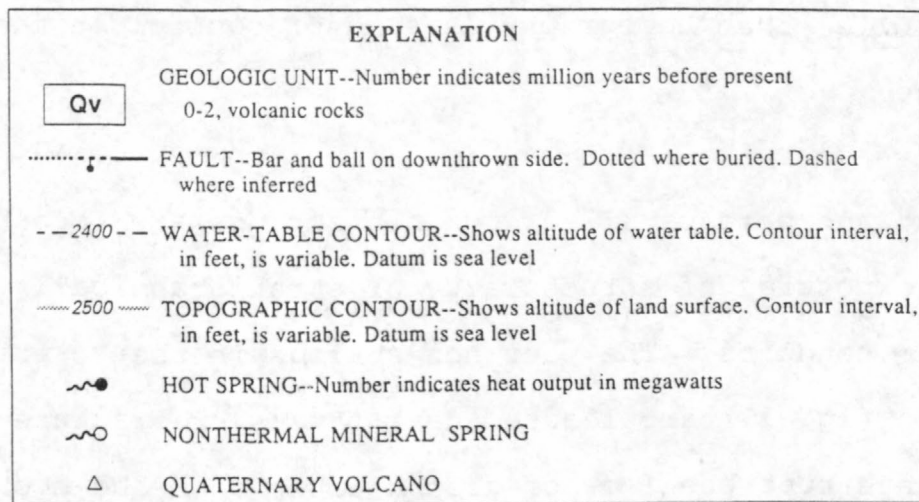 EXPLANATION
GEOLOGIC UNIT--Number indicates million years before present
Qv
0-2, volcanic rocks
FAULT--Bar and ball on downthrown side. Dotted where buried. Dashed
where inferred
2400 WATER-TABLE CONTOUR--Shows altitude of water table. Contour interval,
in feet, is variable. Datum is sea level
2500 TOPOGRAPHIC CONTOUR--Shows altitude of land surface. Contour interval,
in feet, is variable. Datum is sea level
HOT SPRING--Number indicates heat output in megawatts
NONTHERMAL MINERAL SPRING
QUATERNARY VOLCANO